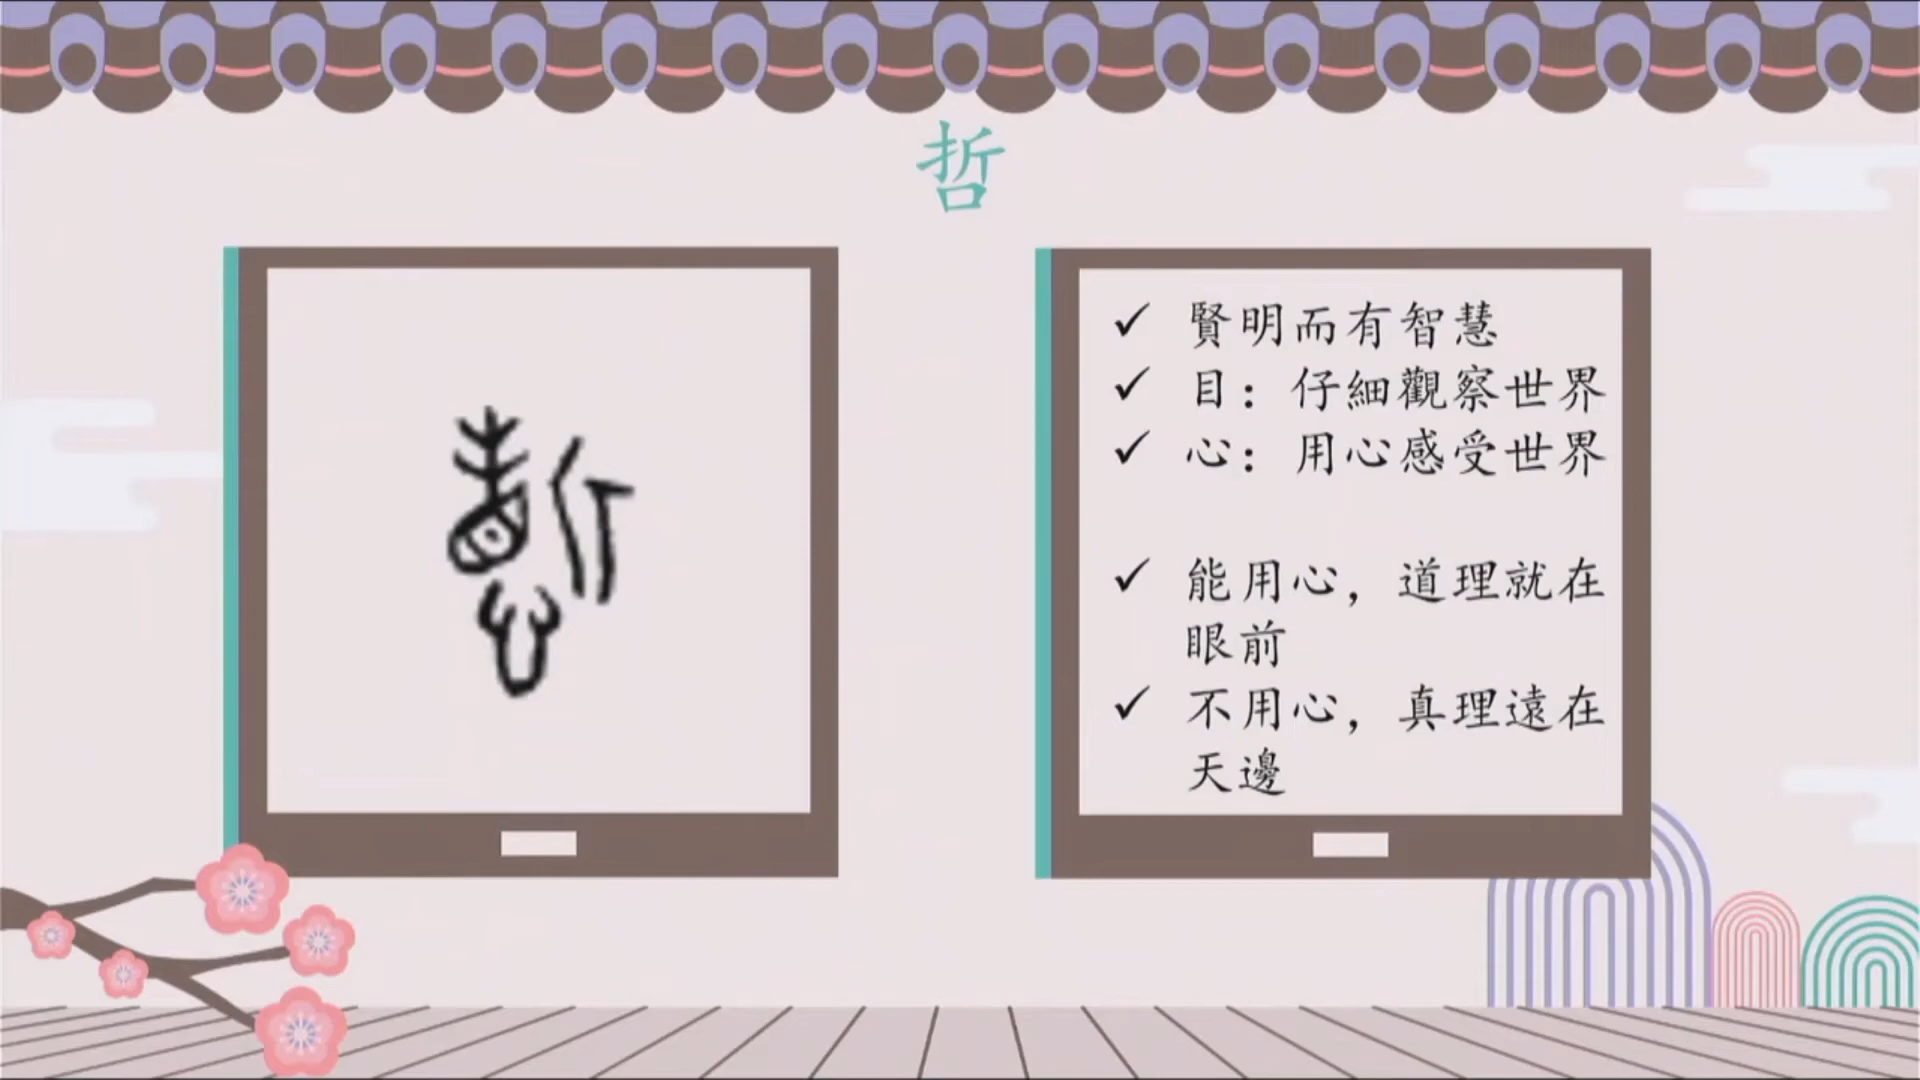 哲
賢明而有智慧
目：仔細觀察世界
心：用心感受世界
能用心，道理就在
眼前
不用心，真理遠在
天邊